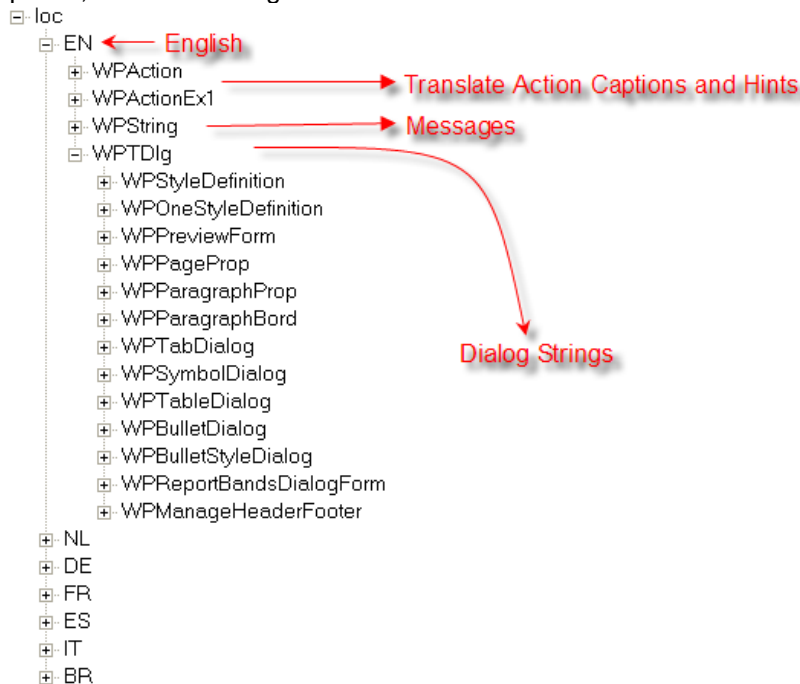 loc
EN English
WPAction
Translate Action Captions and Hints
WPActionEx1
WPString Messages
WPTDlg
WPStyleDefinition
WPOneStyleDefinition
WPPreviewForm
WPPageProp
WPParagraphProp
WPParagraphBord
WPTabDialog
Dialog Strings
WPSymbolDialog
WPTableDialog
WPBulletDialog
WPBulletStyleDialog
WPReportBandsDialogForm
WPManageHeaderFooter
NL
DE
FR
ES
IT
BR